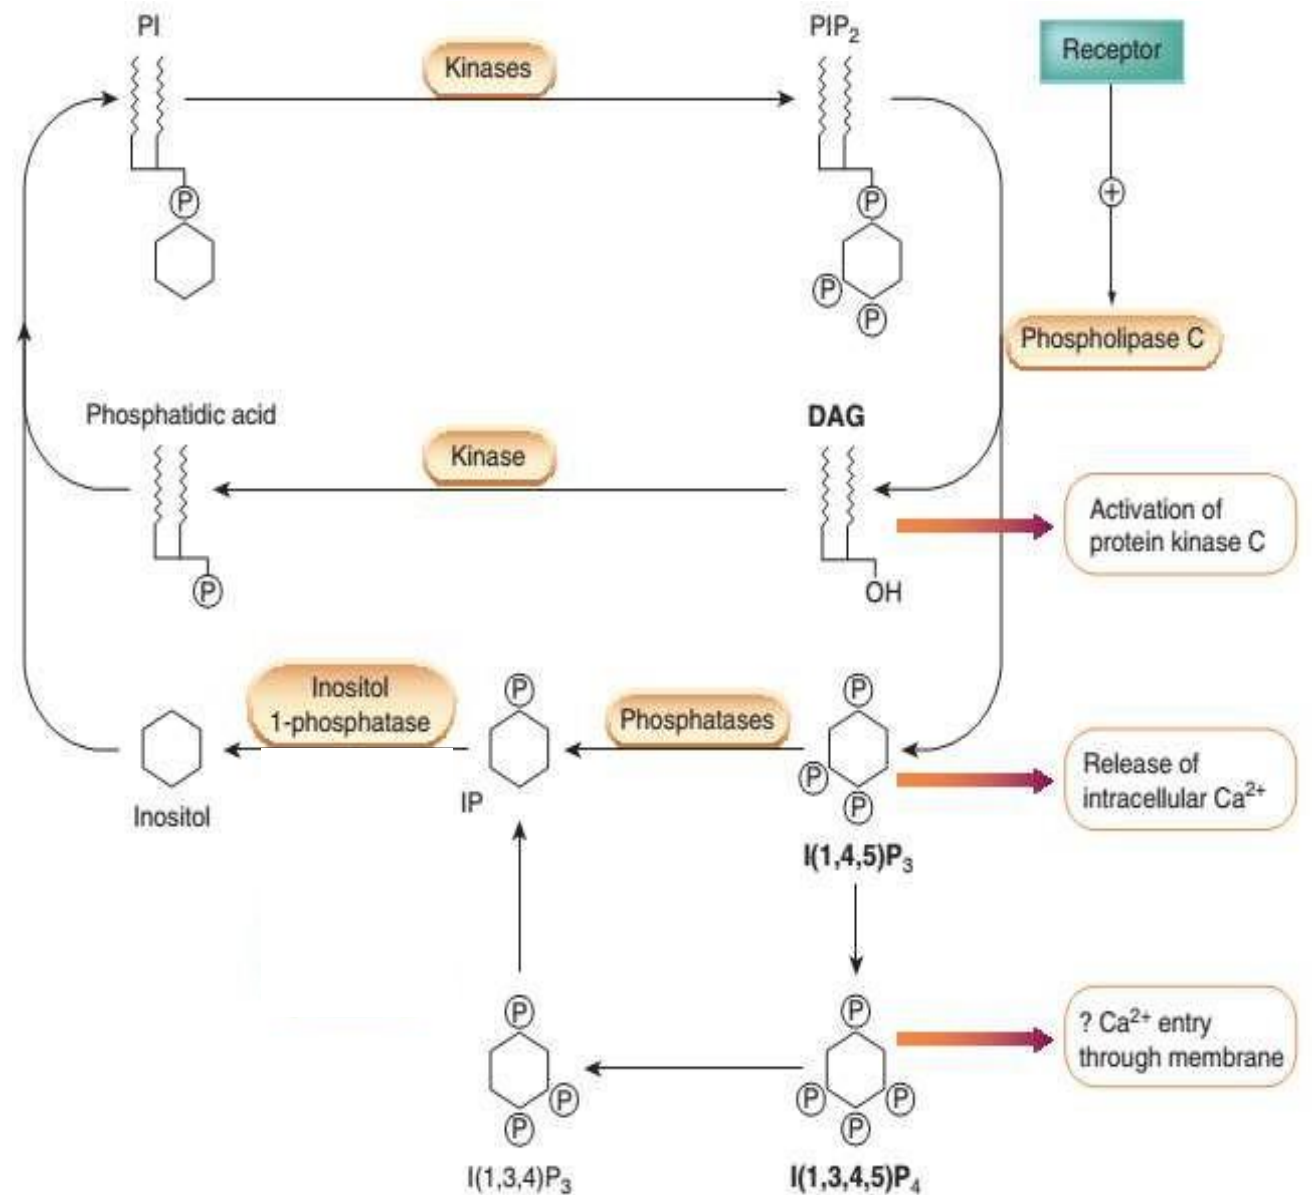 PI
PIP₂
Receptor
Kinases
P
P
P
P
+
Phospholipase C
Phosphatidic acid
DAG
Kinase
Activation of
protein kinase C
P
OH
Inositol
1-phosphatase
P
Phosphatases
P
P
P
Release of
intracellular Ca²⁺
IP
Inositol
I(1,4,5)P₃
P
P
P
P
P
P
P
? Ca²⁺ entry
through membrane
I(1,3,4)P₃
I(1,3,4,5)P₄